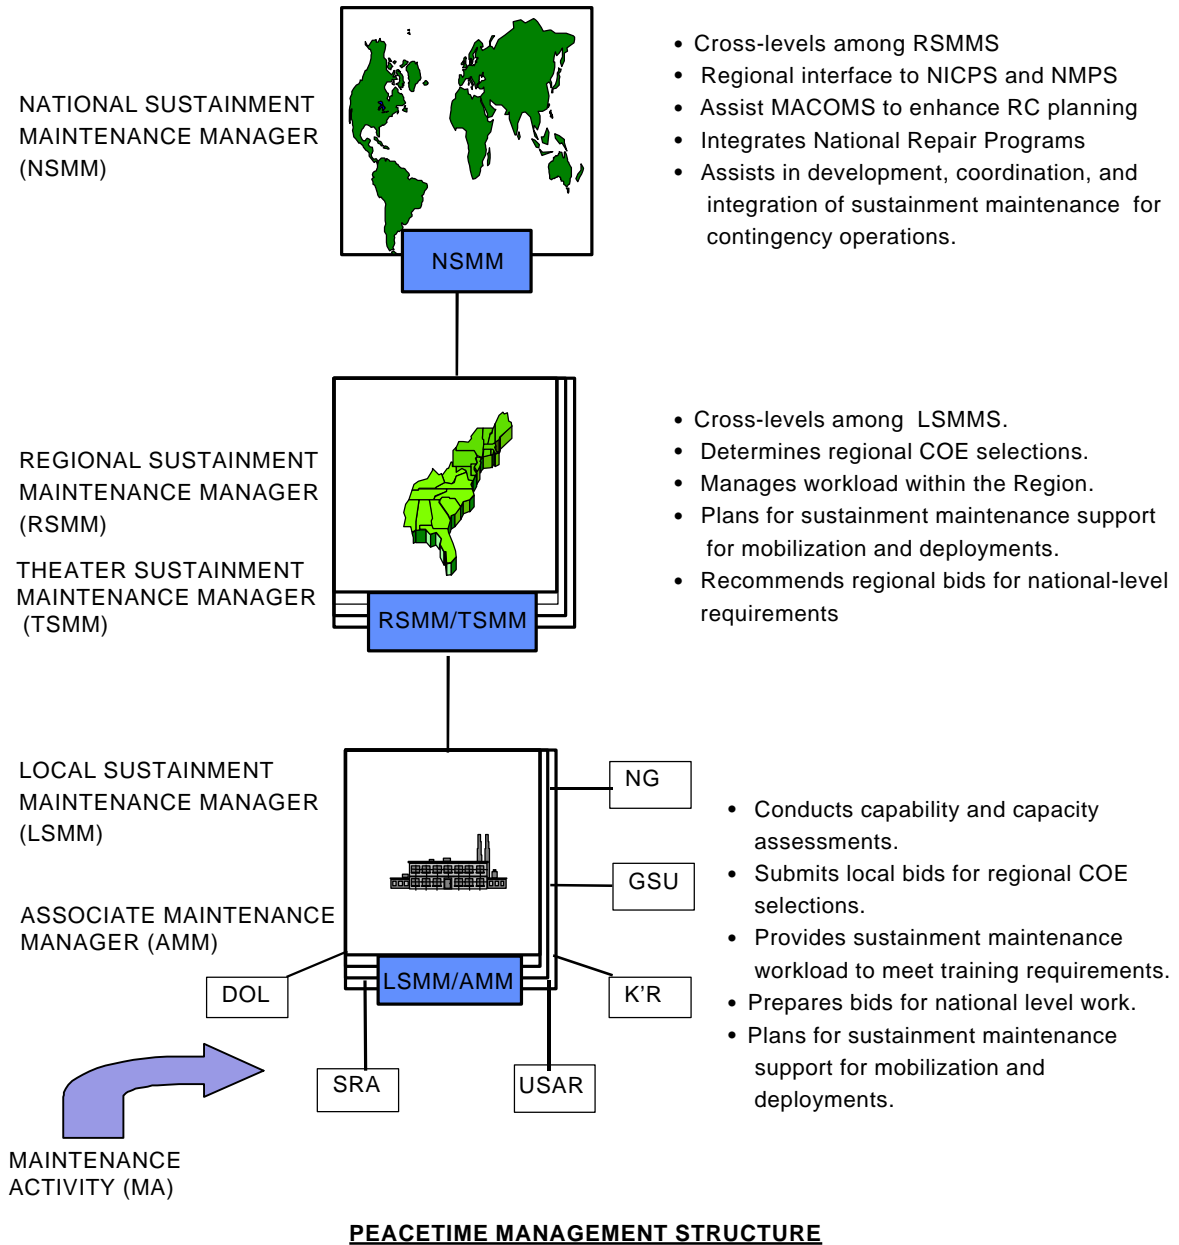 NATIONAL SUSTAINMENT
MAINTENANCE MANAGER
(NSMM)
NSMM
• Cross-levels among RSMMS
• Regional interface to NICPS and NMPS
• Assist MACOMS to enhance RC planning
• Integrates National Repair Programs
• Assists in development, coordination, and
integration of sustainment maintenance for
contingency operations.
REGIONAL SUSTAINMENT
MAINTENANCE MANAGER
(RSMM)
THEATER SUSTAINMENT
MAINTENANCE MANAGER
(TSMM)
RSMM/TSMM
• Cross-levels among LSMMS.
• Determines regional COE selections.
• Manages workload within the Region.
• Plans for sustainment maintenance support
for mobilization and deployments.
• Recommends regional bids for national-level
requirements
LOCAL SUSTAINMENT
MAINTENANCE MANAGER
(LSMM)
ASSOCIATE MAINTENANCE
MANAGER (AMM)
LSMM/AMM
NG
GSU
K'R
DOL
SRA
USAR
• Conducts capability and capacity
assessments.
• Submits local bids for regional COE
selections.
• Provides sustainment maintenance
workload to meet training requirements.
• Prepares bids for national level work.
• Plans for sustainment maintenance
support for mobilization and
deployments.
MAINTENANCE
ACTIVITY (MA)
PEACETIME MANAGEMENT STRUCTURE